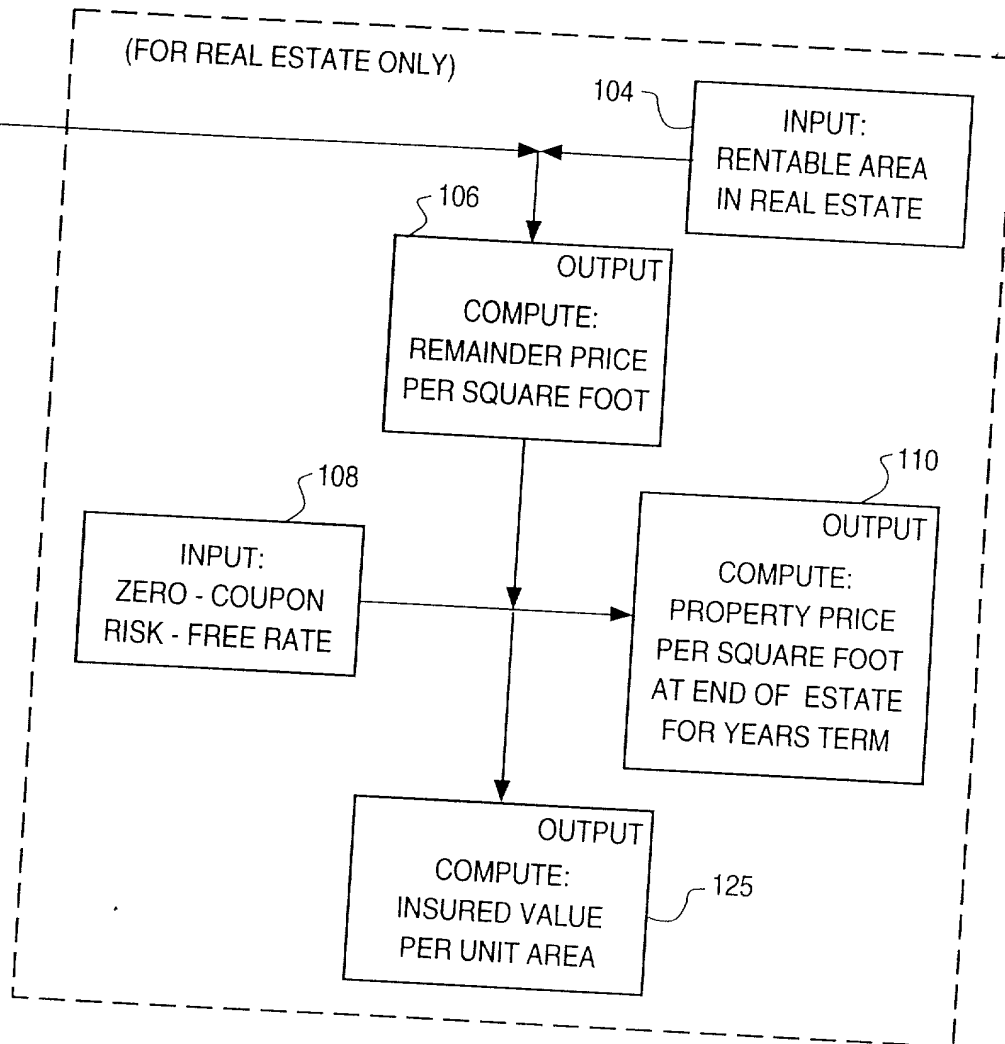 (FOR REAL ESTATE ONLY)
104
INPUT:
RENTABLE AREA
IN REAL ESTATE
106
OUTPUT
COMPUTE:
REMAINDER PRICE
PER SQUARE FOOT
108
INPUT:
ZERO - COUPON
RISK - FREE RATE
110
OUTPUT
COMPUTE:
PROPERTY PRICE
PER SQUARE FOOT
AT END OF ESTATE
FOR YEARS TERM
OUTPUT
COMPUTE:
INSURED VALUE
PER UNIT AREA
125